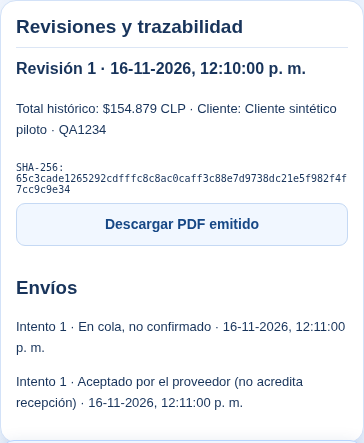 Revisiones y trazabilidad
Revisión 1 · 16-11-2026, 12:10:00 p. m.
Total histórico: $154.879 CLP · Cliente: Cliente sintético
piloto · QA1234
SHA-256:
65c3cade1265292cdfffc8c8ac0caff3c88e7d9738dc21e5f982f4f
7cc9c9e34
Descargar PDF emitido
Envíos
Intento 1 · En cola, no confirmado · 16-11-2026, 12:11:00
p. m.
Intento 1 · Aceptado por el proveedor (no acredita
recepción) · 16-11-2026, 12:11:00 p. m.